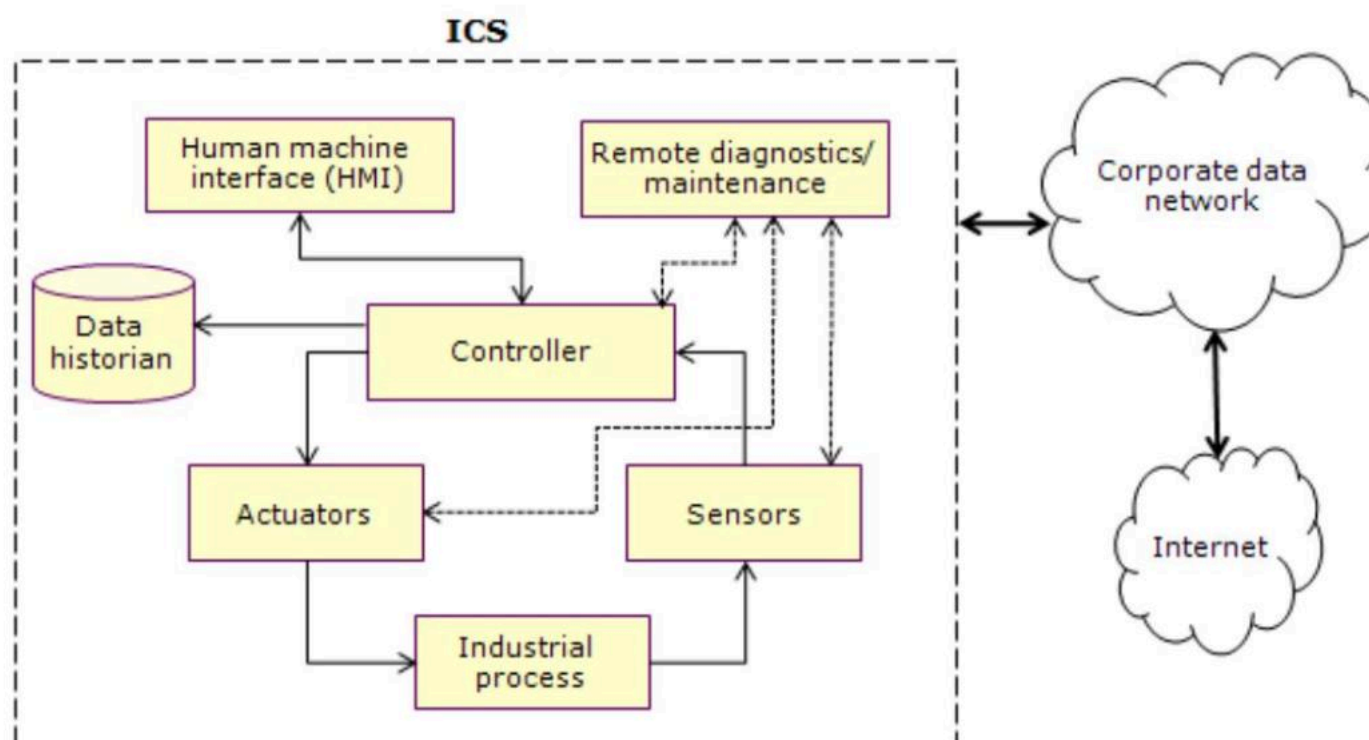 ICS
Human machine
interface (HMI)
Remote diagnostics/
maintenance
Corporate data
network
Data
historian
Controller
Actuators
Sensors
Internet
Industrial
process